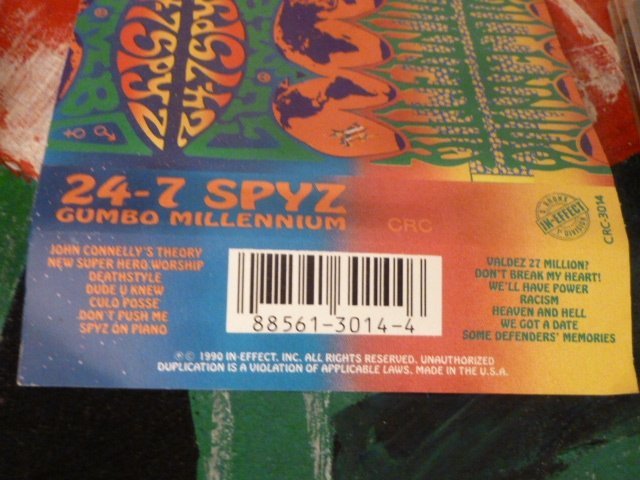 24-7 SPYZ
GUMBO MILLENNIUM
CRC
IN-EFFECT
CRC-3014
JOHN CONNELLY'S THEORY
NEW SUPER HERO WORSHIP
DEATHSTYLE
DUDE U KNEW
CULO POSSE
DON'T PUSH ME
SPYZ ON PIANO
88561-3014-4
VALDEZ 27 MILLION?
DON'T BREAK MY HEART!
WE'LL HAVE POWER
RACISM
HEAVEN AND HELL
WE GOT A DATE
SOME DEFENDERS' MEMORIES
℗ © 1990 IN-EFFECT, INC. ALL RIGHTS RESERVED. UNAUTHORIZED
DUPLICATION IS A VIOLATION OF APPLICABLE LAWS. MADE IN THE U.S.A.